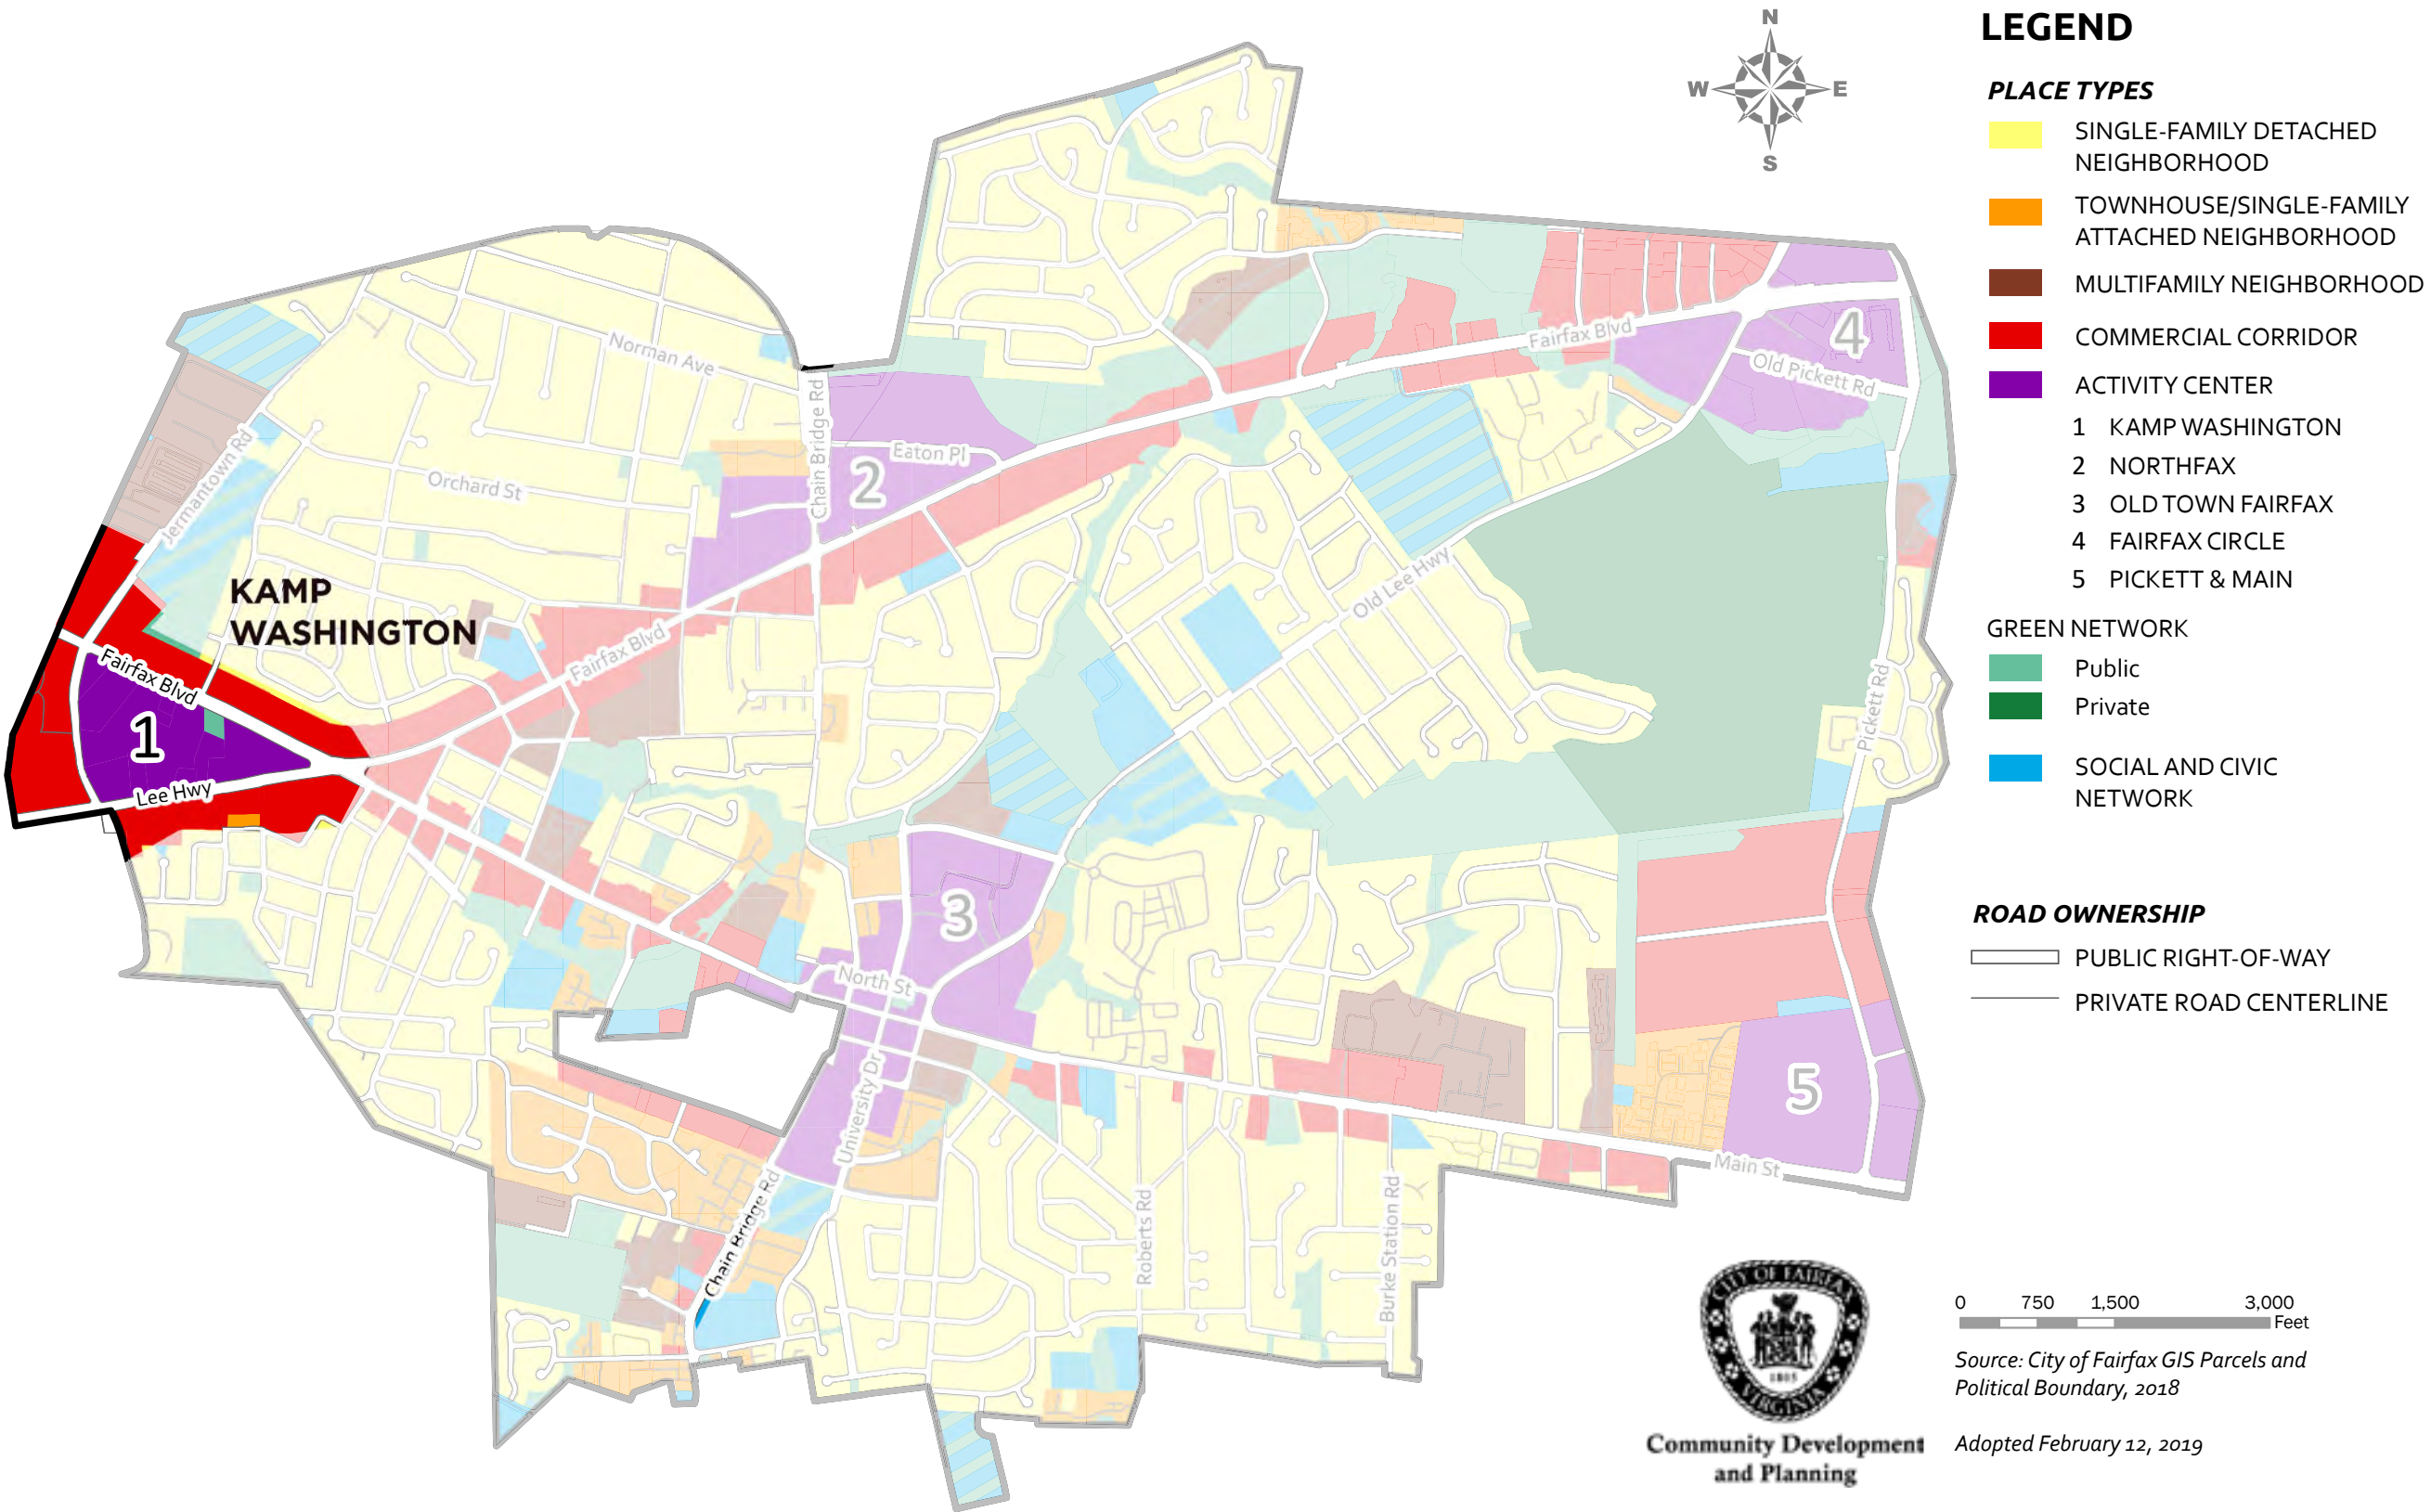 LEGEND
PLACE TYPES
SINGLE-FAMILY DETACHED
NEIGHBORHOOD
TOWNHOUSE/SINGLE-FAMILY
ATTACHED NEIGHBORHOOD
MULTIFAMILY NEIGHBORHOOD
COMMERCIAL CORRIDOR
ACTIVITY CENTER
1 KAMP WASHINGTON
2 NORTHFAX
3 OLD TOWN FAIRFAX
4 FAIRFAX CIRCLE
5 PICKETT & MAIN
GREEN NETWORK
Public
Private
SOCIAL AND CIVIC
NETWORK
ROAD OWNERSHIP
PUBLIC RIGHT-OF-WAY
PRIVATE ROAD CENTERLINE
N
W
E
S
Norman Ave
Chain Bridge Rd
Eaton Pl
2
Orchard St
Jermantown Rd
Fairfax Blvd
4
Old Pickett Rd
KAMP
WASHINGTON
Fairfax Blvd
1
Lee Hwy
Fairfax Blvd
Old Lee Hwy
Pickett Rd
3
North St
University Dr
Chain Bridge Rd
Roberts Rd
Burke Station Rd
5
Main St
CITY OF FAIRFAX
1805
VIRGINIA
Community Development
and Planning
0 750 1,500 3,000
Feet
Source: City of Fairfax GIS Parcels and
Political Boundary, 2018
Adopted February 12, 2019